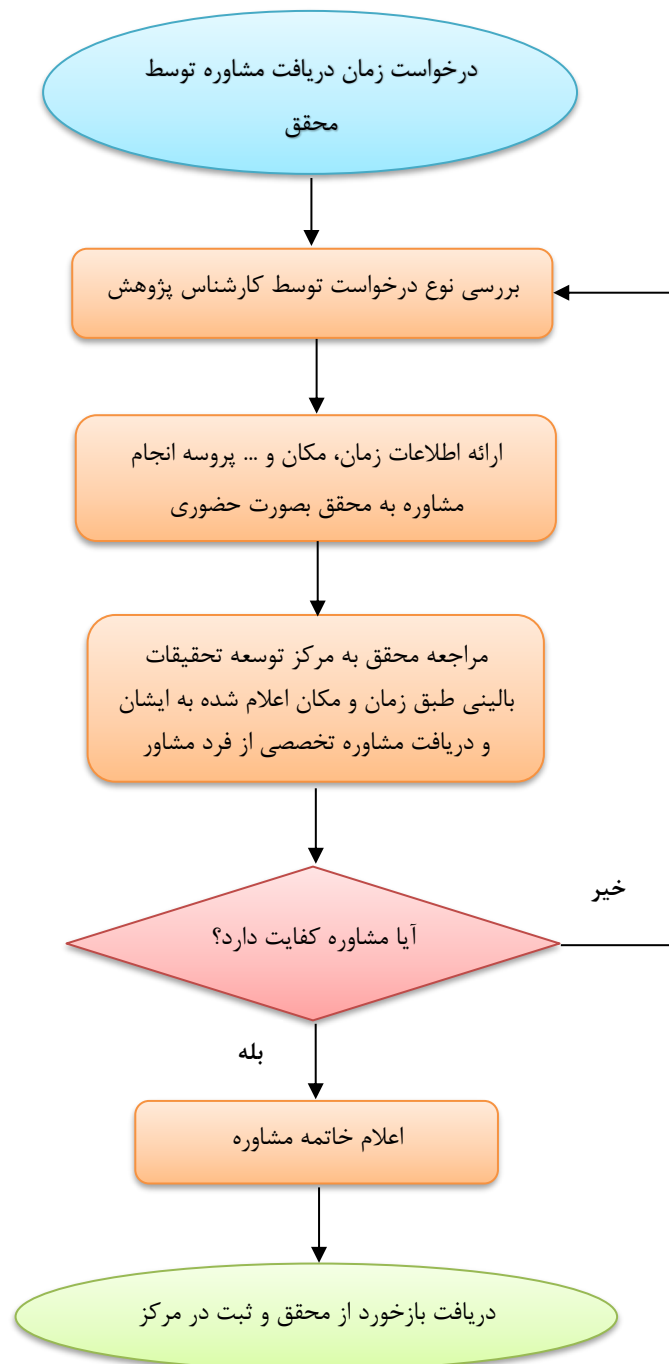 درخواست زمان دریافت مشاوره توسط
محقق
بررسی نوع درخواست توسط کارشناس پژوهش
ارائه اطلاعات زمان، مکان و ... پروسه انجام
مشاوره به محقق بصورت حضوری
مراجعه محقق به مرکز توسعه تحقیقات
بالینی طبق زمان و مکان اعلام شده به ایشان
و دریافت مشاوره تخصصی از فرد مشاور
خیر
آیا مشاوره کفایت دارد؟
بله
اعلام خاتمه مشاوره
دریافت بازخورد از محقق و ثبت در مرکز